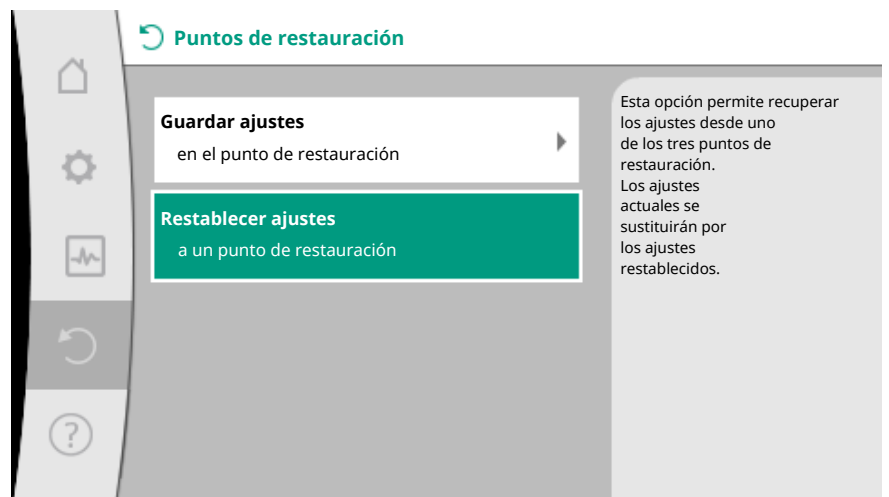 Puntos de restauración
Guardar ajustes
en el punto de restauración
Restablecer ajustes
a un punto de restauración
Esta opción permite recuperar
los ajustes desde uno
de los tres puntos de
restauración.
Los ajustes
actuales se
sustituirán por
los ajustes
restablecidos.
?